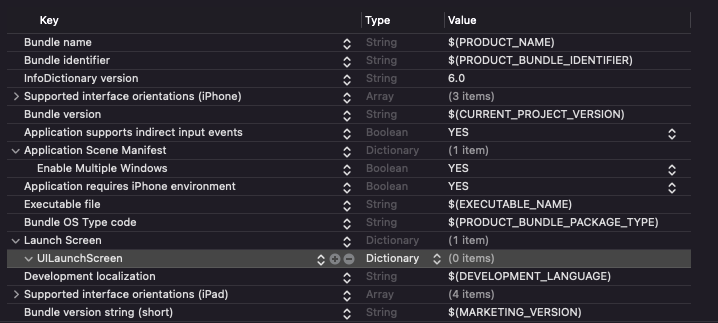 Key Type Value
Bundle name String $(PRODUCT_NAME)
Bundle identifier String $(PRODUCT_BUNDLE_IDENTIFIER)
InfoDictionary version String 6.0
Supported interface orientations (iPhone) Array (3 items)
Bundle version String $(CURRENT_PROJECT_VERSION)
Application supports indirect input events Boolean YES
Application Scene Manifest Dictionary (1 item)
Enable Multiple Windows Boolean YES
Application requires iPhone environment Boolean YES
Executable file String $(EXECUTABLE_NAME)
Bundle OS Type code String $(PRODUCT_BUNDLE_PACKAGE_TYPE)
Launch Screen Dictionary (1 item)
UILaunchScreen Dictionary (0 items)
Development localization String $(DEVELOPMENT_LANGUAGE)
Supported interface orientations (iPad) Array (4 items)
Bundle version string (short) String $(MARKETING_VERSION)